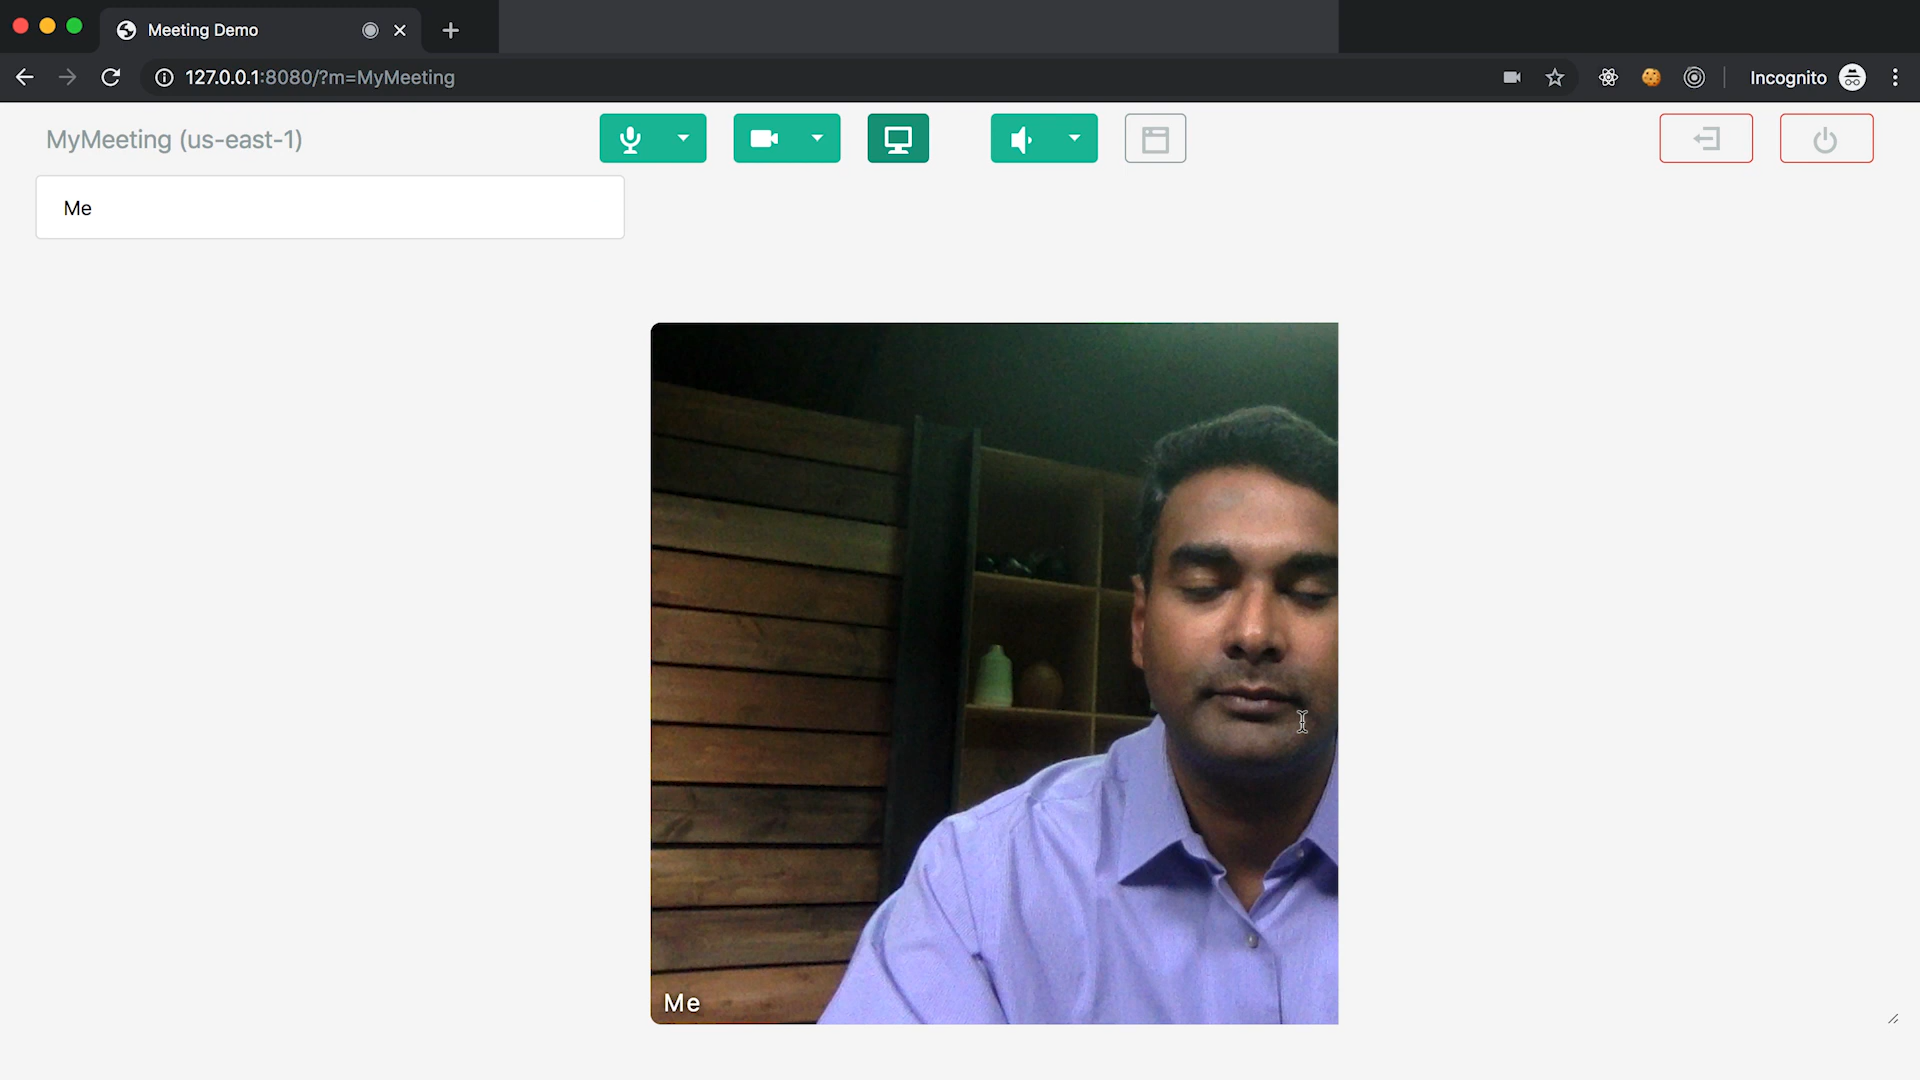 Meeting Demo
127.0.0.1:8080/?m=MyMeeting
Incognito
MyMeeting (us-east-1)
Me
Me